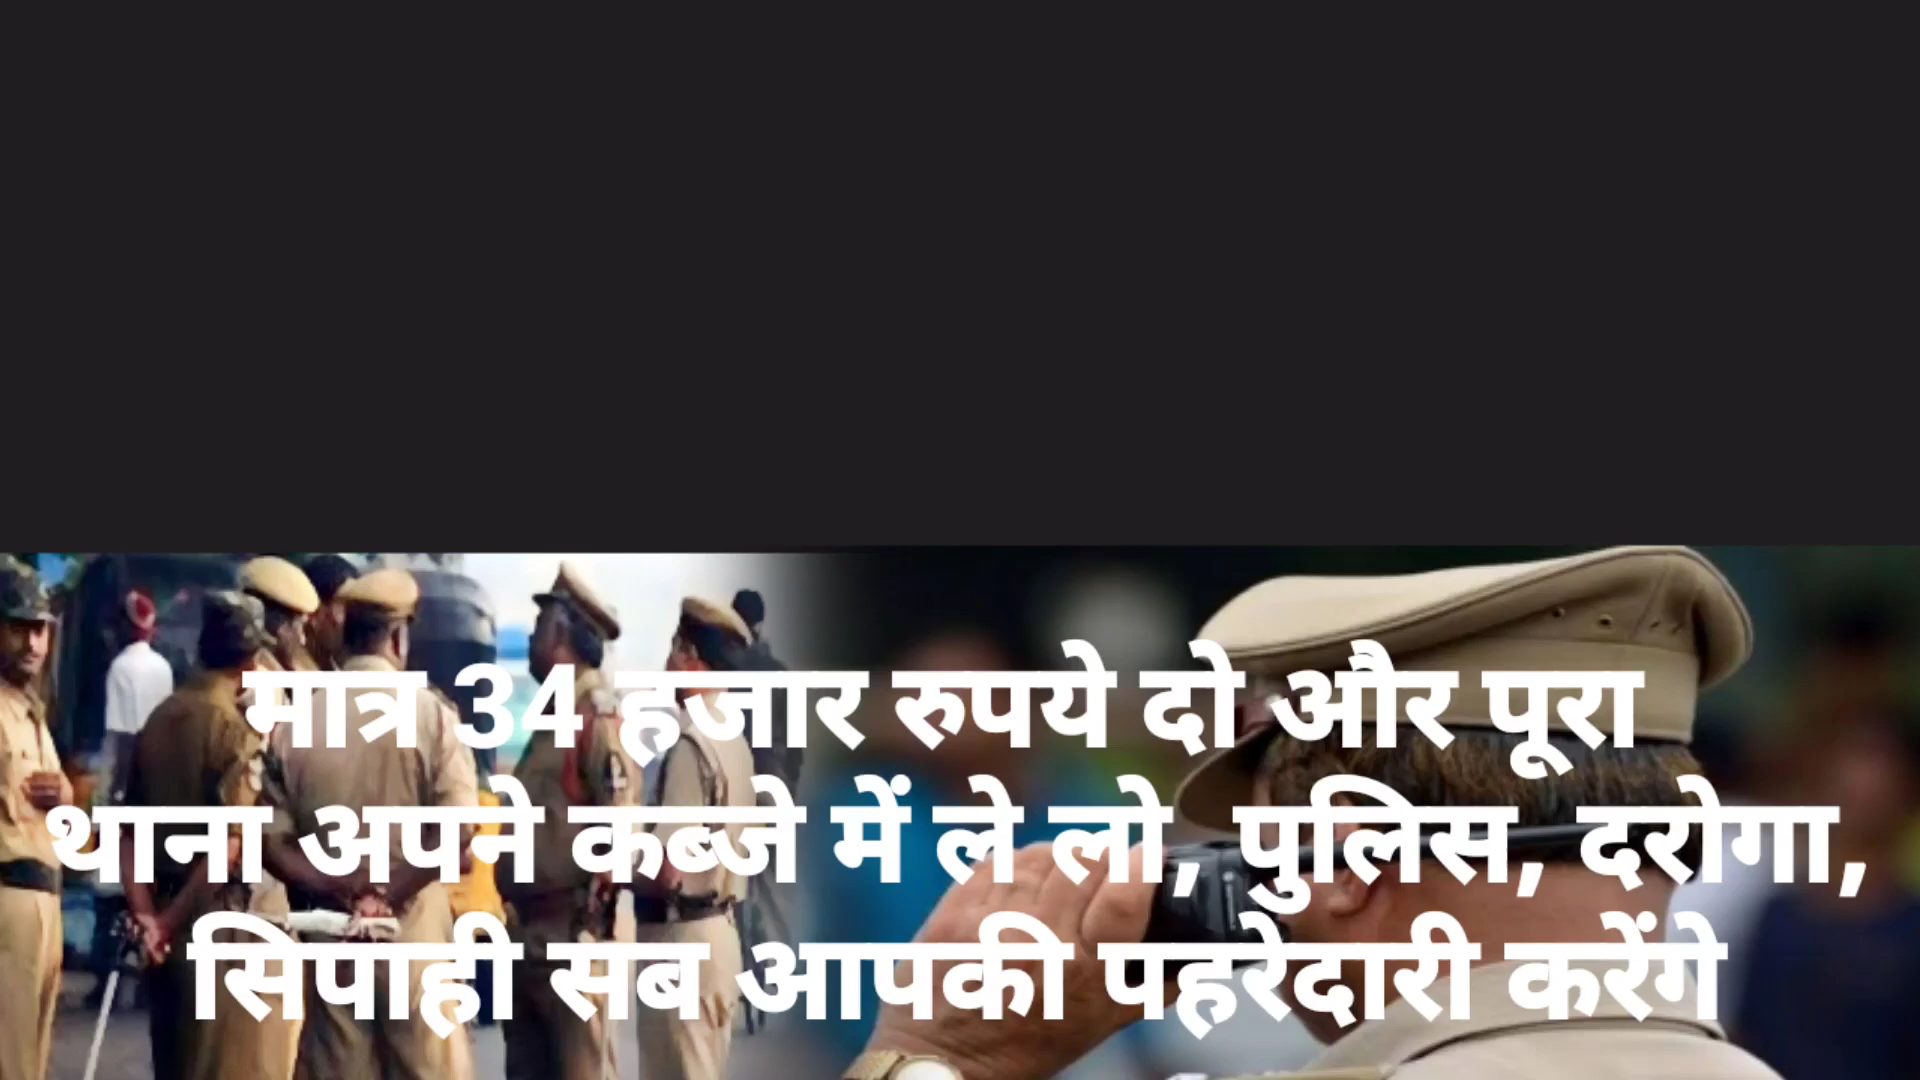 मात्र 34 हजार रुपये दो और पूरा
थाना अपने कब्जे में ले लो, पुलिस, दरोगा,
सिपाही सब आपकी पहरेदारी करेंगे